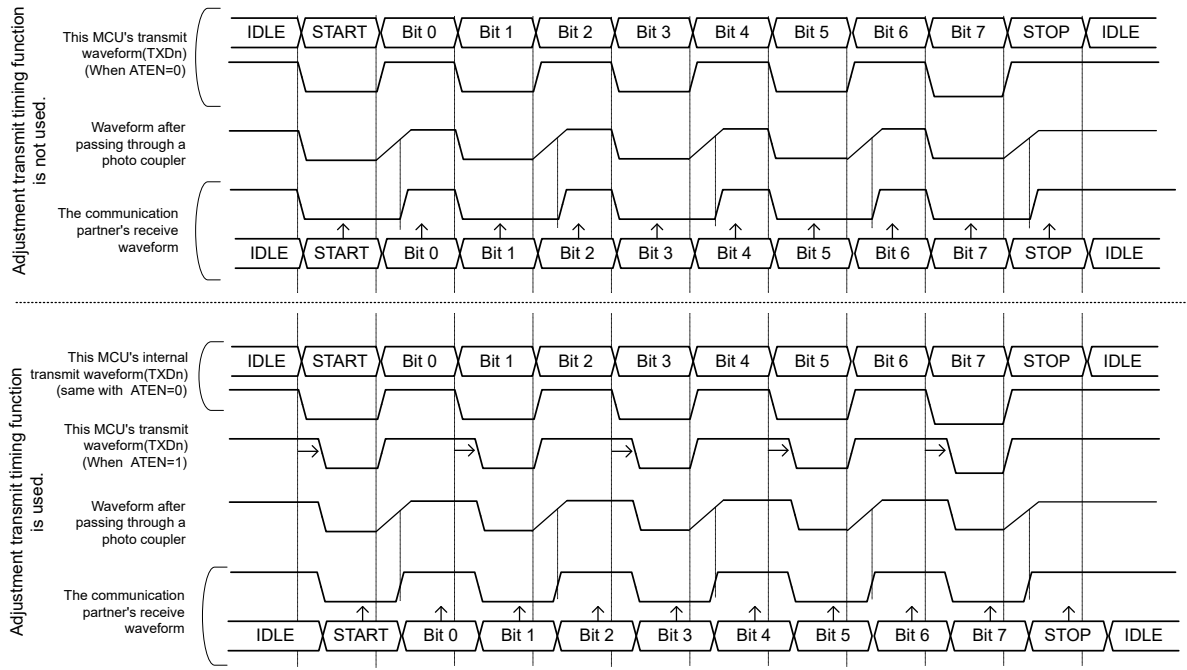 Adjustment transmit timing function
is not used.
This MCU's transmit
waveform(TXDn)
(When ATEN=0)
IDLE START Bit 0 Bit 1 Bit 2 Bit 3 Bit 4 Bit 5 Bit 6 Bit 7 STOP IDLE
Waveform after
passing through a
photo coupler
The communication
partner's receive
waveform
IDLE START Bit 0 Bit 1 Bit 2 Bit 3 Bit 4 Bit 5 Bit 6 Bit 7 STOP IDLE
Adjustment transmit timing function
is used.
This MCU's internal
transmit waveform(TXDn)
(same with ATEN=0)
IDLE START Bit 0 Bit 1 Bit 2 Bit 3 Bit 4 Bit 5 Bit 6 Bit 7 STOP IDLE
This MCU's transmit
waveform(TXDn)
(When ATEN=1)
Waveform after
passing through a
photo coupler
The communication
partner's receive
waveform
IDLE START Bit 0 Bit 1 Bit 2 Bit 3 Bit 4 Bit 5 Bit 6 Bit 7 STOP IDLE